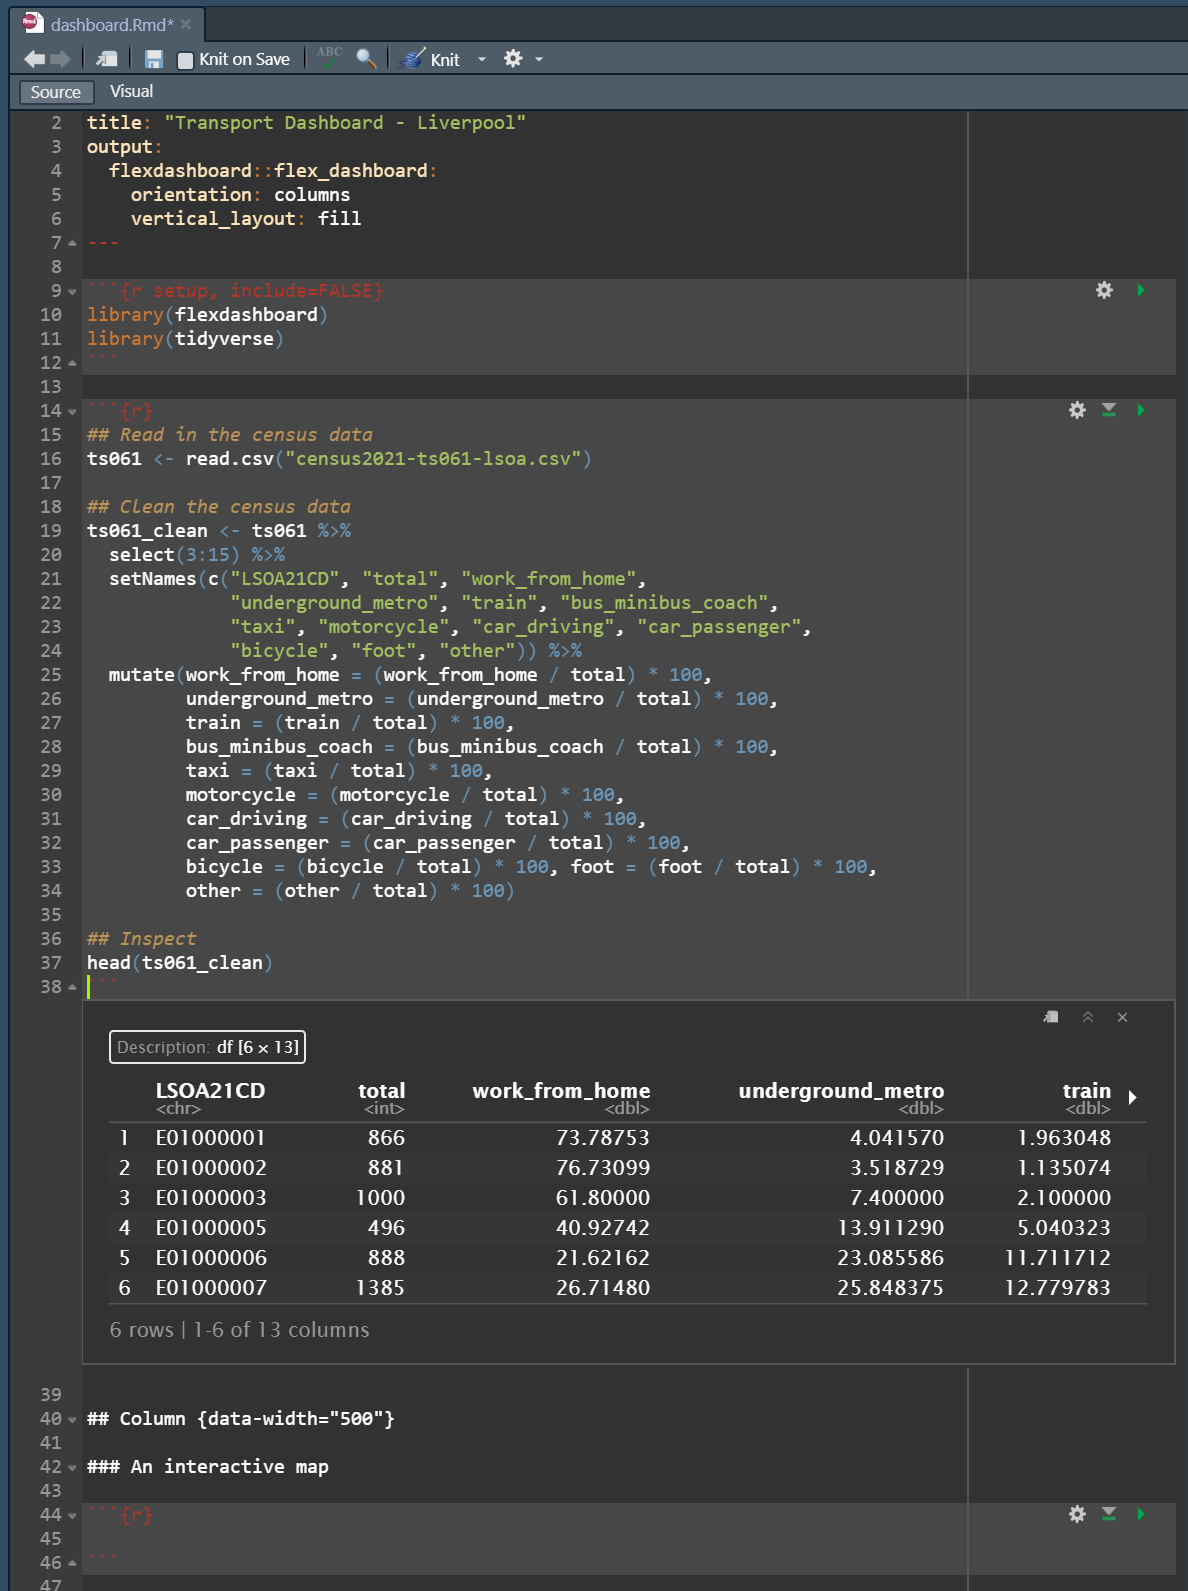 dashboard.Rmd*
Knit on Save ABC Knit
Source Visual
2 title: "Transport Dashboard - Liverpool"
3 output:
4   flexdashboard::flex_dashboard:
5     orientation: columns
6     vertical_layout: fill
7 ---
8
9 ```{r setup, include=FALSE}
10 library(flexdashboard)
11 library(tidyverse)
12 ```
13
14 ```{r}
15 ## Read in the census data
16 ts061 <- read.csv("census2021-ts061-lsoa.csv")
17
18 ## Clean the census data
19 ts061_clean <- ts061 %>%
20   select(3:15) %>%
21   setNames(c("LSOA21CD", "total", "work_from_home",
22              "underground_metro", "train", "bus_minibus_coach",
23              "taxi", "motorcycle", "car_driving", "car_passenger",
24              "bicycle", "foot", "other")) %>%
25   mutate(work_from_home = (work_from_home / total) * 100,
26          underground_metro = (underground_metro / total) * 100,
27          train = (train / total) * 100,
28          bus_minibus_coach = (bus_minibus_coach / total) * 100,
29          taxi = (taxi / total) * 100,
30          motorcycle = (motorcycle / total) * 100,
31          car_driving = (car_driving / total) * 100,
32          car_passenger = (car_passenger / total) * 100,
33          bicycle = (bicycle / total) * 100, foot = (foot / total) * 100,
34          other = (other / total) * 100)
35
36 ## Inspect
37 head(ts061_clean)
38 ```
Description: df [6 × 13]
LSOA21CD total work_from_home underground_metro train
<chr> <int> <dbl> <dbl> <dbl>
1 E01000001 866 73.78753 4.041570 1.963048
2 E01000002 881 76.73099 3.518729 1.135074
3 E01000003 1000 61.80000 7.400000 2.100000
4 E01000005 496 40.92742 13.911290 5.040323
5 E01000006 888 21.62162 23.085586 11.711712
6 E01000007 1385 26.71480 25.848375 12.779783
6 rows | 1-6 of 13 columns
39
40 ## Column {data-width="500"}
41
42 ### An interactive map
43
44 ```{r}
45
46 ```
47